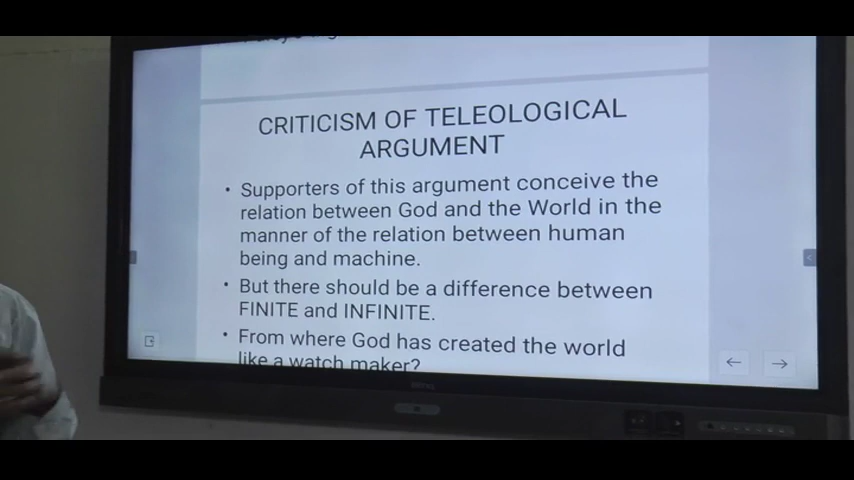 CRITICISM OF TELEOLOGICAL
ARGUMENT
• Supporters of this argument conceive the
relation between God and the World in the
manner of the relation between human
being and machine.
• But there should be a difference between
FINITE and INFINITE.
• From where God has created the world
like a watch maker?
BenQ